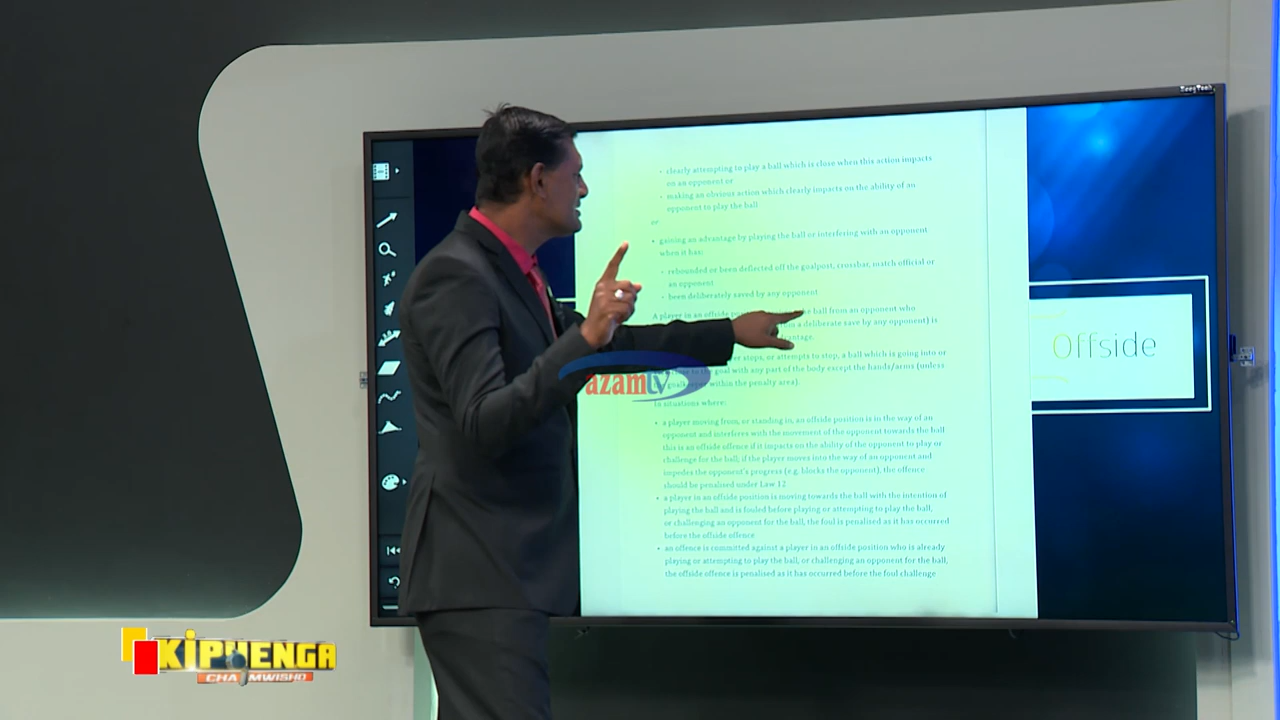 clearly attempting to play a ball which is close when this action impacts
on an opponent or
making an obvious action which clearly impacts on the ability of an
opponent to play the ball
or
gaining an advantage by playing the ball or interfering with an opponent
when it has:
- rebounded or been deflected off the goalpost, crossbar, match official or
an opponent
- been deliberately saved by any opponent
A player in an offside ball from an opponent who
a deliberate save by any opponent) is
stops, or attempts to stop, a ball which is going into or
to the goal with any part of the body except the hands/arms (unless
within the penalty area).
In situations where:
• a player moving from, or standing in, an offside position is in the way of an
opponent and interferes with the movement of the opponent towards the ball
this is an offside offence if it impacts on the ability of the opponent to play or
challenge for the ball; if the player moves into the way of an opponent and
impedes the opponent's progress (e.g. blocks the opponent), the offence
should be penalised under Law 12
• a player in an offside position is moving towards the ball with the intention of
playing the ball and is fouled before playing or attempting to play the ball,
or challenging an opponent for the ball, the foul is penalised as it has occurred
before the offside offence
• an offence is committed against a player in an offside position who is already
playing or attempting to play the ball, or challenging an opponent for the ball,
the offside offence is penalised as it has occurred before the foul challenge
Offside
azamtv
KIPYENGA
CHA MWISHO